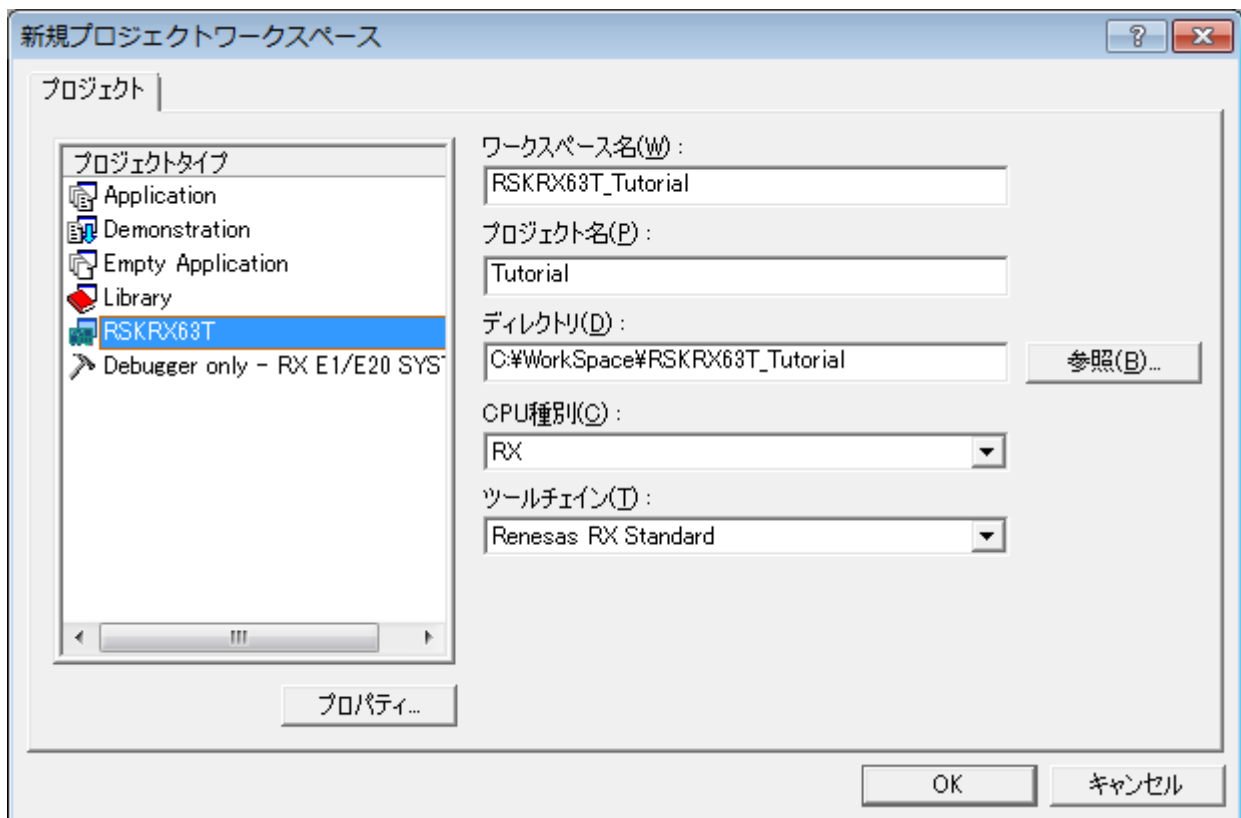 新規プロジェクトワークスペース
プロジェクト
プロジェクトタイプ
Application
Demonstration
Empty Application
Library
RSKRX63T
Debugger only - RX E1/E20 SYS
プロパティ...
ワークスペース名(W) :
RSKRX63T_Tutorial
プロジェクト名(P) :
Tutorial
ディレクトリ(D) :
C:¥WorkSpace¥RSKRX63T_Tutorial
参照(B)...
CPU種別(C) :
RX
ツールチェイン(T) :
Renesas RX Standard
OK
キャンセル